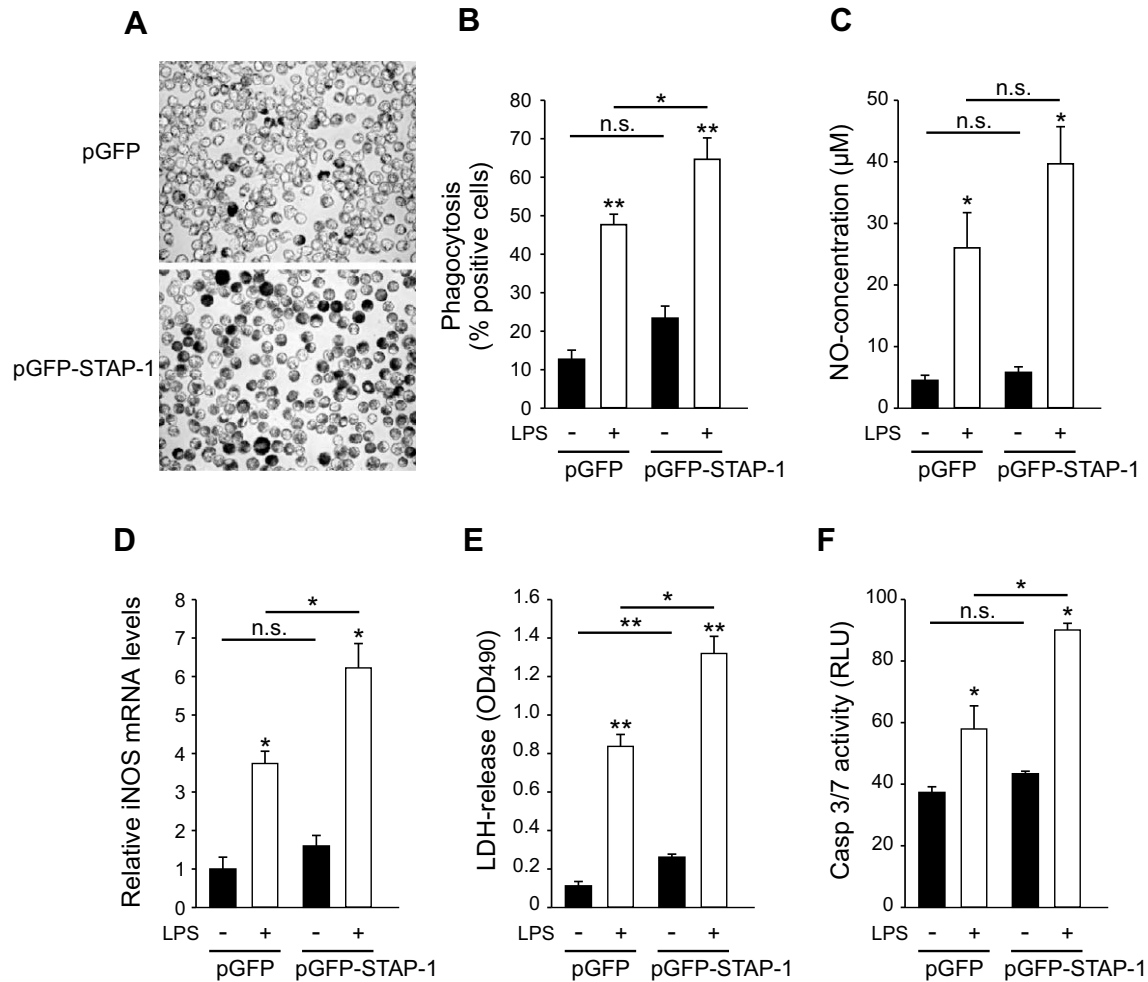 A
pGFP
pGFP-STAP-1
B
Phagocytosis
(% positive cells)
80
70
60
50
40
30
20
10
0
n.s.
*
**
**
LPS - + - +
pGFP pGFP-STAP-1
C
NO-concentration (µM)
50
40
30
20
10
0
n.s.
n.s.
*
*
LPS - + - +
pGFP pGFP-STAP-1
D
Relative iNOS mRNA levels
8
7
6
5
4
3
2
1
0
*
n.s.
*
*
LPS - + - +
pGFP pGFP-STAP-1
E
LDH-release (OD490)
1.6
1.4
1.2
1.0
0.8
0.6
0.4
0.2
0
*
**
**
**
LPS - + - +
pGFP pGFP-STAP-1
F
Casp 3/7 activity (RLU)
100
80
60
40
20
0
*
n.s.
*
*
LPS - + - +
pGFP pGFP-STAP-1